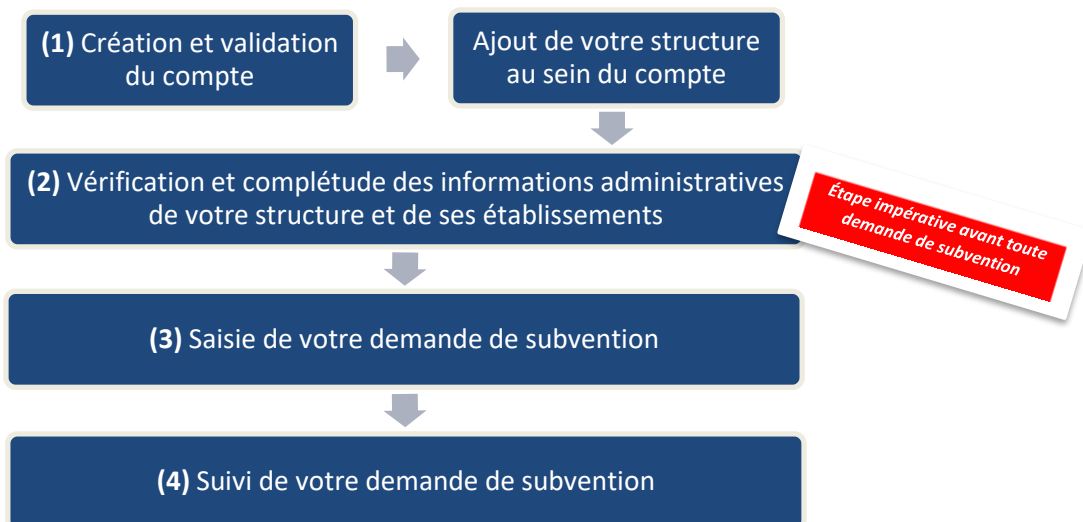 (1) Création et validation
du compte
Ajout de votre structure
au sein du compte
(2) Vérification et complétude des informations administratives
de votre structure et de ses établissements
Étape impérative avant toute
demande de subvention
(3) Saisie de votre demande de subvention
(4) Suivi de votre demande de subvention